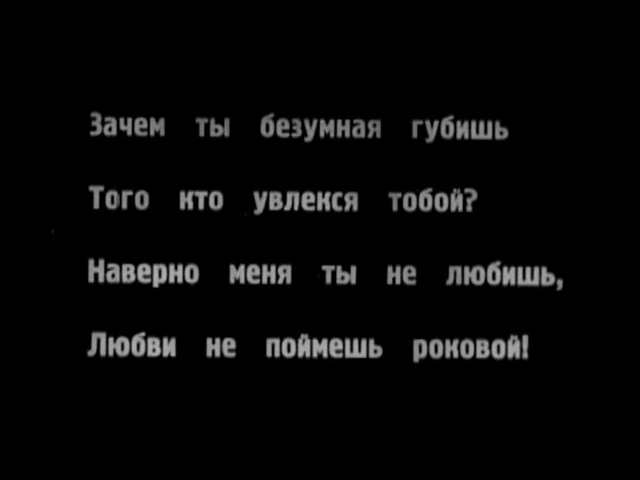 Зачем ты безумная губишь
Того кто увлекся тобой?
Наверно меня ты не любишь,
Любви не поймешь роковой!